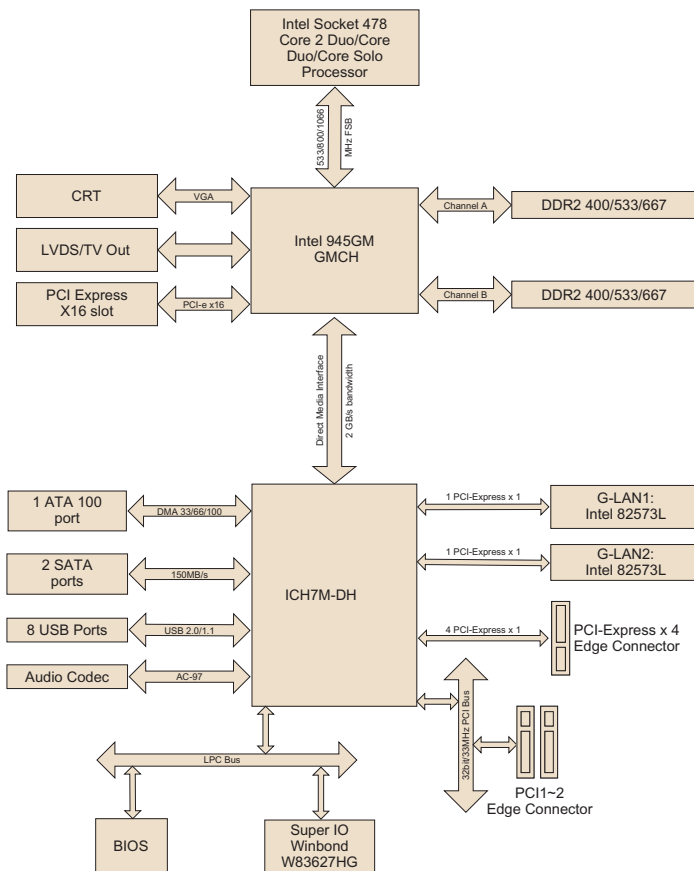 Intel Socket 478
Core 2 Duo/Core
Duo/Core Solo
Processor
533/800/1066
MHz FSB
CRT
VGA
LVDS/TV Out
PCI Express
X16 slot
PCI-e x16
Intel 945GM
GMCH
Channel A
DDR2 400/533/667
Channel B
DDR2 400/533/667
Direct Media Interface
2 GB/s bandwidth
1 ATA 100
port
DMA 33/66/100
2 SATA
ports
150MB/s
8 USB Ports
USB 2.0/1.1
Audio Codec
AC-97
ICH7M-DH
1 PCI-Express x 1
G-LAN1:
Intel 82573L
1 PCI-Express x 1
G-LAN2:
Intel 82573L
4 PCI-Express x 1
PCI-Express x 4
Edge Connector
32bit/33MHz PCI Bus
PCI1~2
Edge Connector
LPC Bus
BIOS
Super IO
Winbond
W83627HG